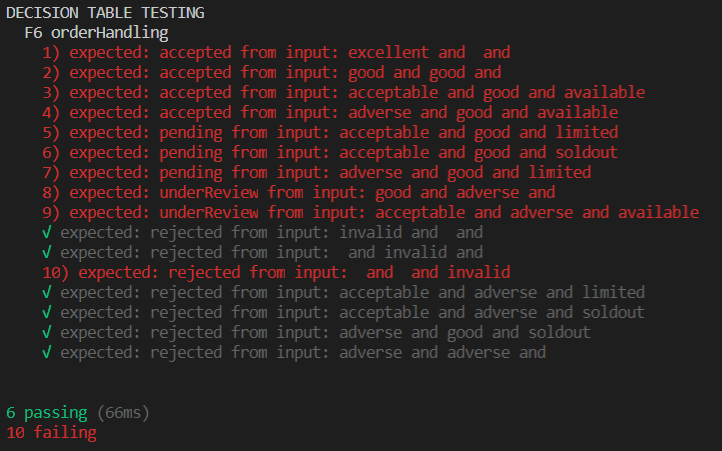 DECISION TABLE TESTING
F6 orderHandling
1) expected: accepted from input: excellent and  and
2) expected: accepted from input: good and good and
3) expected: accepted from input: acceptable and good and available
4) expected: accepted from input: adverse and good and available
5) expected: pending from input: acceptable and good and limited
6) expected: pending from input: acceptable and good and soldout
7) expected: pending from input: adverse and good and limited
8) expected: underReview from input: good and adverse and
9) expected: underReview from input: acceptable and adverse and available
√ expected: rejected from input: invalid and  and
√ expected: rejected from input:  and invalid and
10) expected: rejected from input:  and  and invalid
√ expected: rejected from input: acceptable and adverse and limited
√ expected: rejected from input: acceptable and adverse and soldout
√ expected: rejected from input: adverse and good and soldout
√ expected: rejected from input: adverse and adverse and
6 passing (66ms)
10 failing